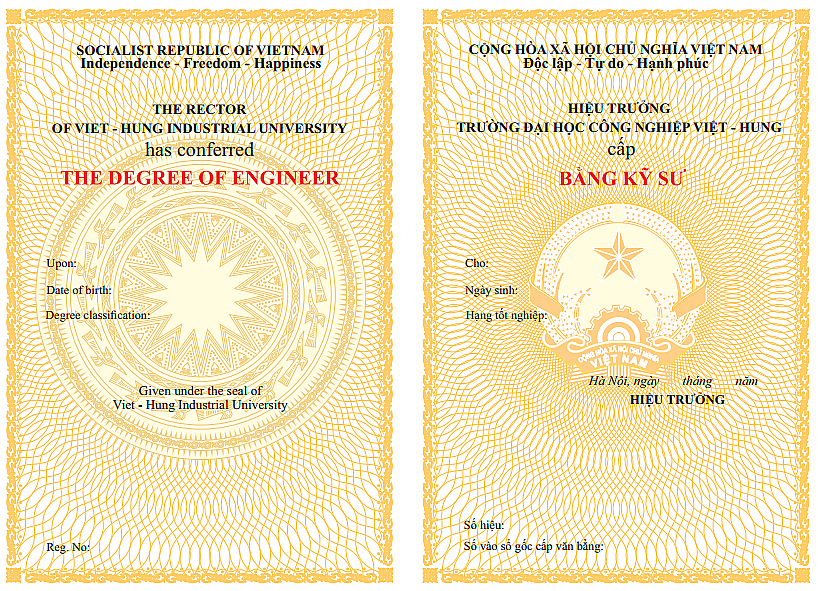 SOCIALIST REPUBLIC OF VIETNAM
Independence - Freedom - Happiness
THE RECTOR
OF VIET - HUNG INDUSTRIAL UNIVERSITY
has conferred
THE DEGREE OF ENGINEER
Upon:
Date of birth:
Degree classification:
Given under the seal of
Viet - Hung Industrial University
Reg. No:
CỘNG HÒA XÃ HỘI CHỦ NGHĨA VIỆT NAM
Độc lập - Tự do - Hạnh phúc
HIỆU TRƯỞNG
TRƯỜNG ĐẠI HỌC CÔNG NGHIỆP VIỆT - HUNG
cấp
BẰNG KỸ SƯ
Cho:
Ngày sinh:
Hạng tốt nghiệp:
CỘNG HÒA XÃ HỘI CHỦ NGHĨA
VIỆT NAM
Hà Nội, ngày tháng năm
HIỆU TRƯỞNG
Số hiệu:
Số vào sổ gốc cấp văn bằng: